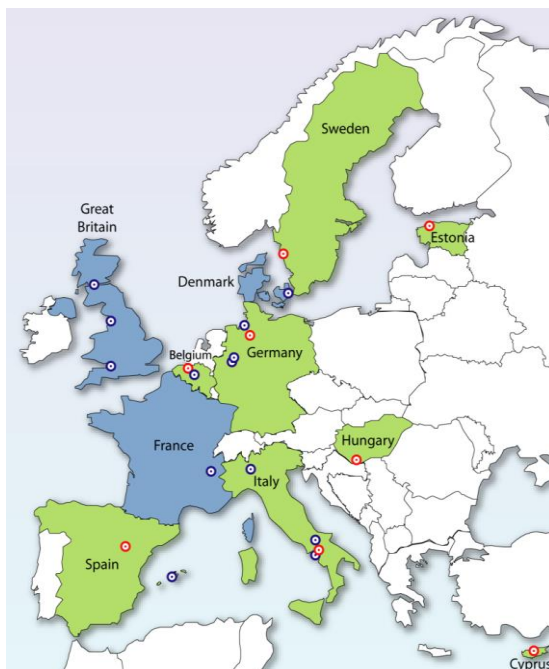 Sweden
Great
Britain
Estonia
Denmark
Belgium
Germany
France
Hungary
Italy
Spain
Cyprus